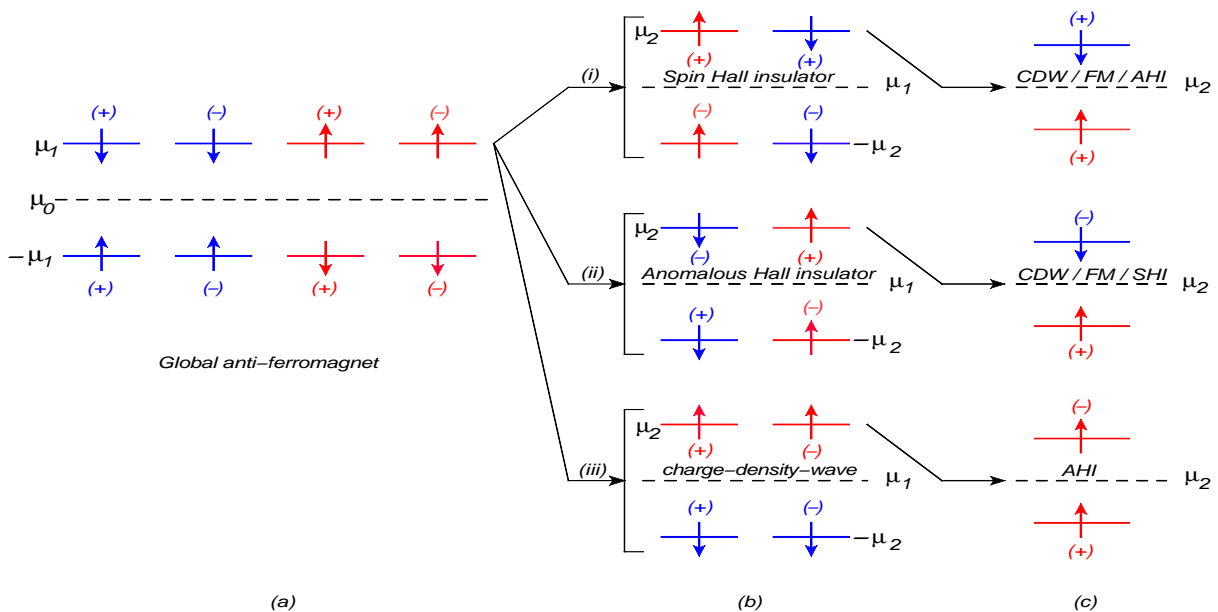 (+) (−) (+) (−)
μ1
μ0
−μ1
(+) (−) (+) (−)
Global anti−ferromagnet
(a)
(i)
μ2
(+) (+)
Spin Hall insulator
μ1
(−) (−)
−μ2
(ii)
μ2
(−) (+)
Anomalous Hall insulator
μ1
(+) (−)
−μ2
(iii)
μ2
(+) (−)
charge−density−wave
μ1
(+) (−)
−μ2
(b)
(+)
CDW / FM / AHI
μ2
(+)
(−)
CDW / FM / SHI
μ2
(+)
(−)
AHI
μ2
(+)
(c)